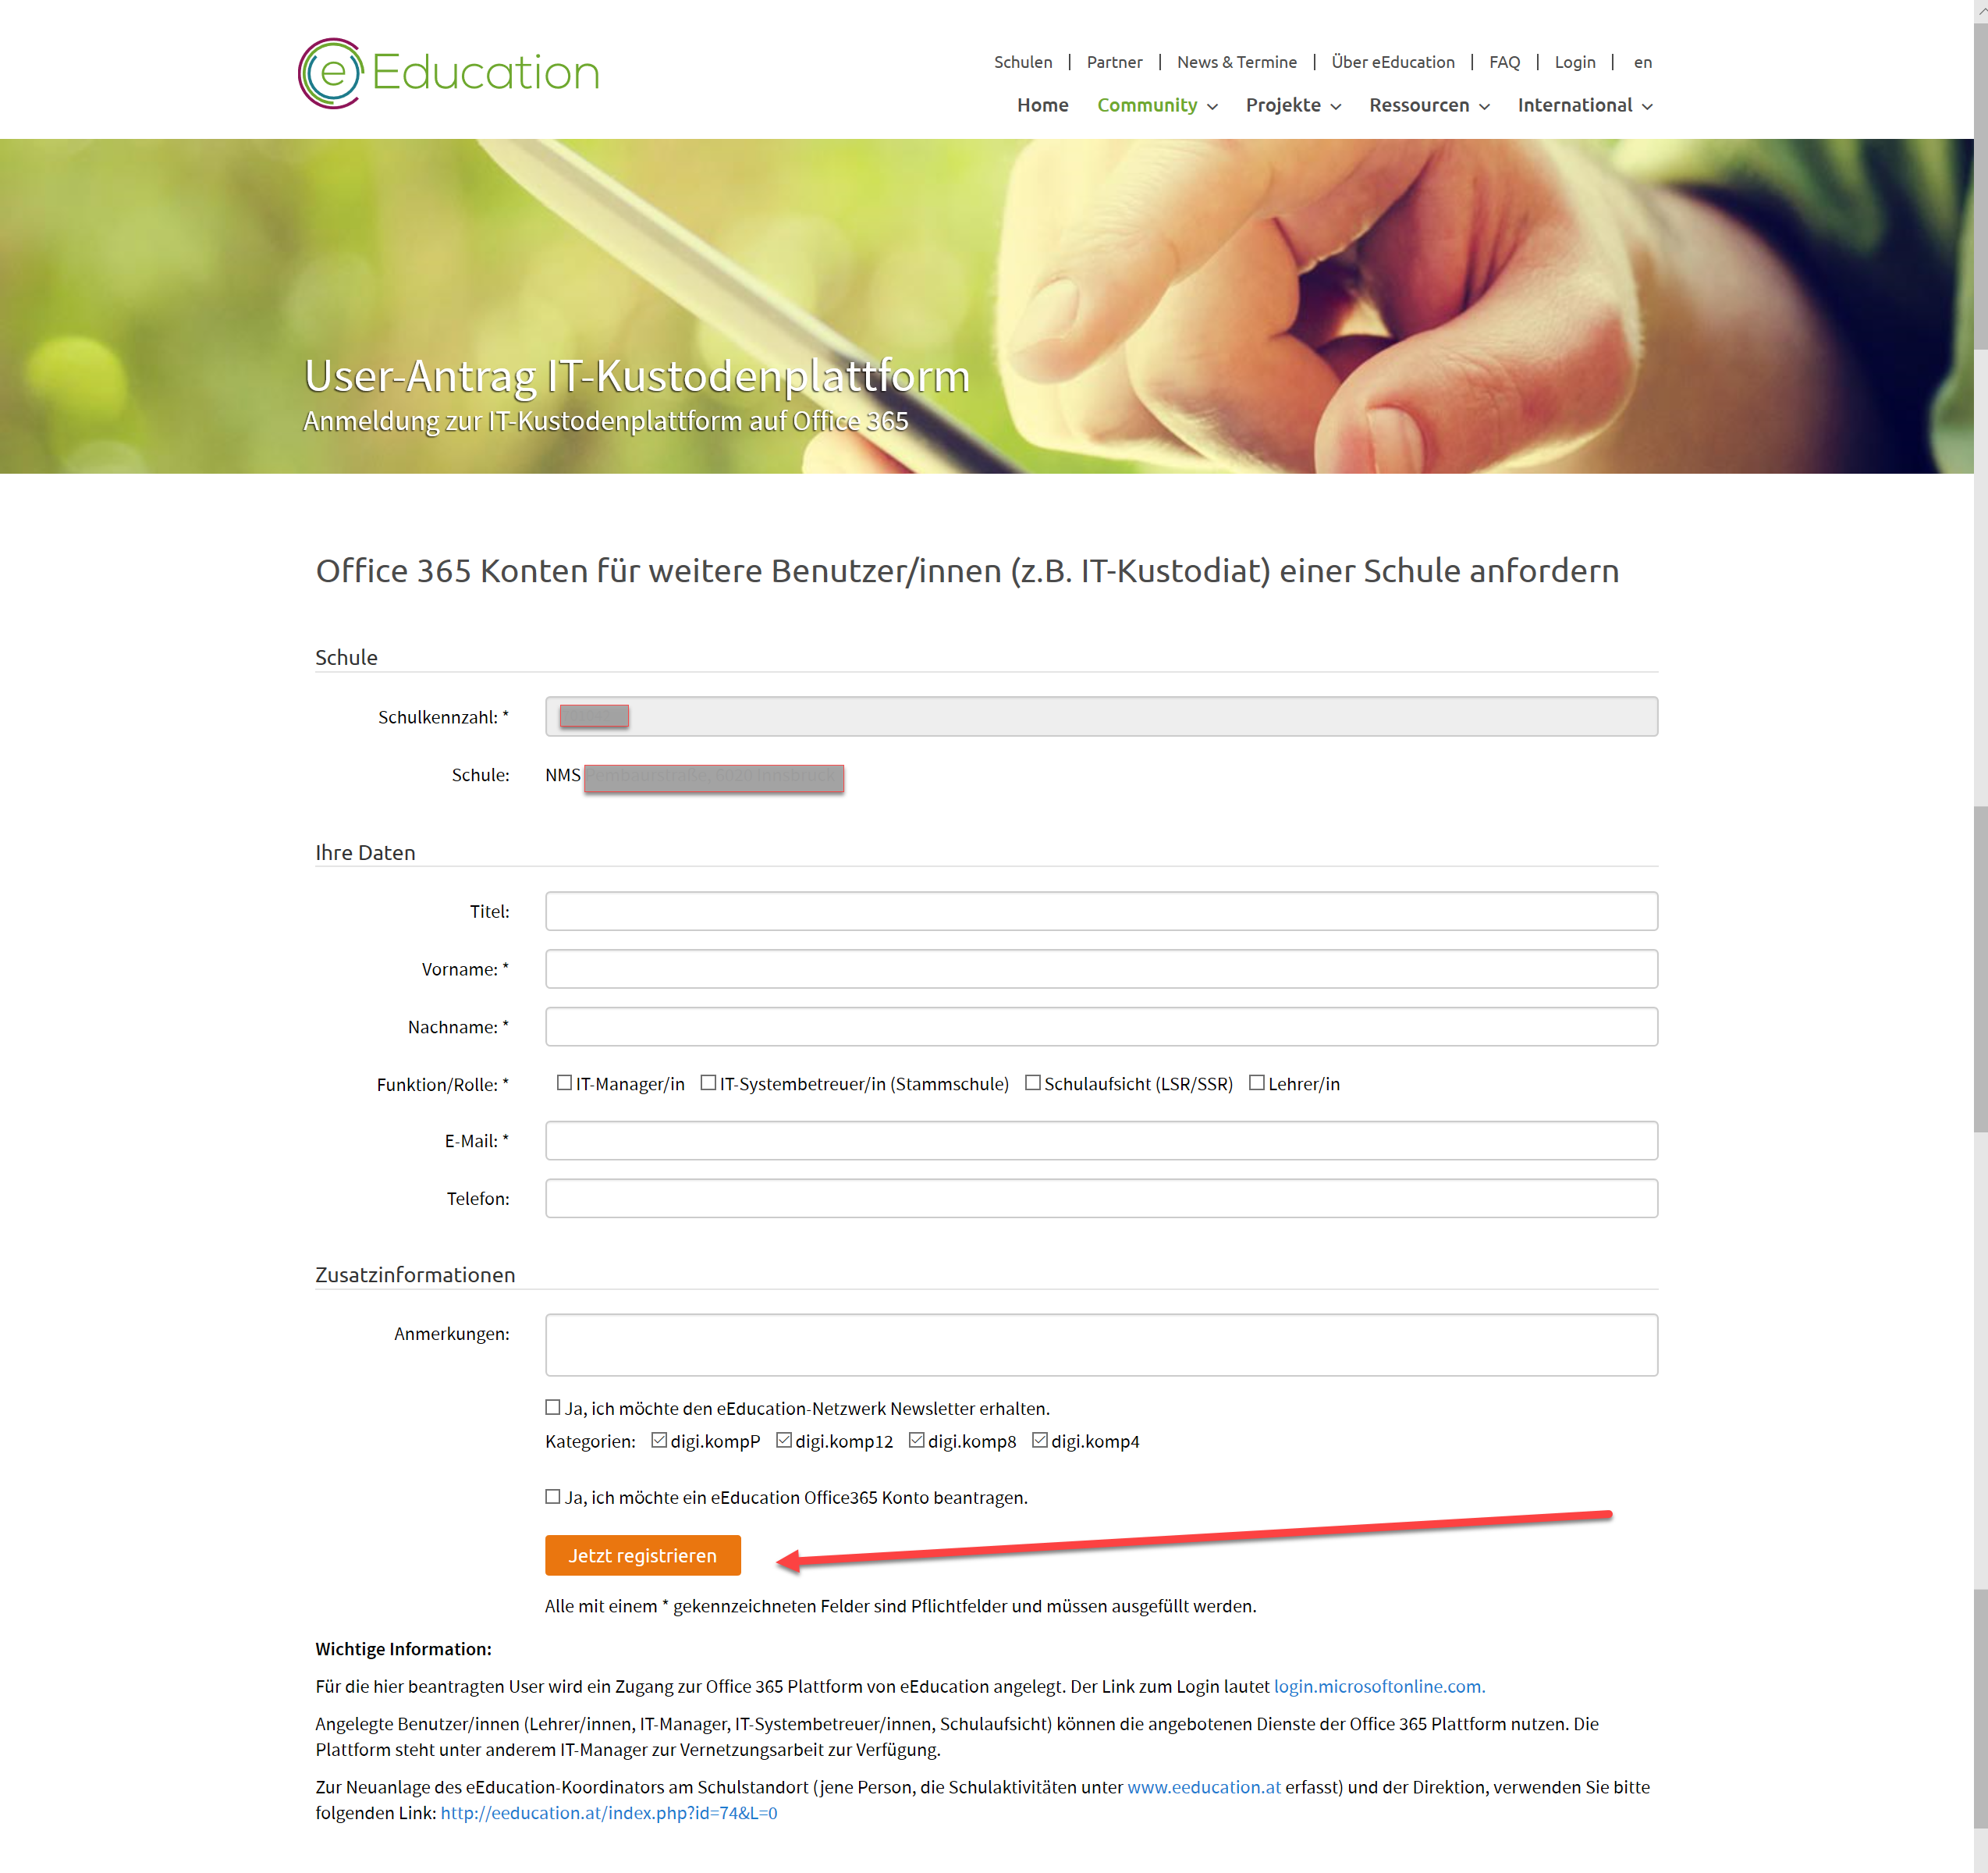 e Education
Schulen | Partner | News & Termine | Über eEducation | FAQ | Login | en
Home Community Projekte Ressourcen International
User-Antrag IT-Kustodenplattform
Anmeldung zur IT-Kustodenplattform auf Office 365
Office 365 Konten für weitere Benutzer/innen (z.B. IT-Kustodiat) einer Schule anfordern
Schule
Schulkennzahl: *
Schule: NMS
Ihre Daten
Titel:
Vorname: *
Nachname: *
Funktion/Rolle: * IT-Manager/in IT-Systembetreuer/in (Stammschule) Schulaufsicht (LSR/SSR) Lehrer/in
E-Mail: *
Telefon:
Zusatzinformationen
Anmerkungen:
Ja, ich möchte den eEducation-Netzwerk Newsletter erhalten.
Kategorien: digi.kompP digi.komp12 digi.komp8 digi.komp4
Ja, ich möchte ein eEducation Office365 Konto beantragen.
Jetzt registrieren
Alle mit einem * gekennzeichneten Felder sind Pflichtfelder und müssen ausgefüllt werden.
Wichtige Information:
Für die hier beantragten User wird ein Zugang zur Office 365 Plattform von eEducation angelegt. Der Link zum Login lautet login.microsoftonline.com.
Angelegte Benutzer/innen (Lehrer/innen, IT-Manager, IT-Systembetreuer/innen, Schulaufsicht) können die angebotenen Dienste der Office 365 Plattform nutzen. Die
Plattform steht unter anderem IT-Manager zur Vernetzungsarbeit zur Verfügung.
Zur Neuanlage des eEducation-Koordinators am Schulstandort (jene Person, die Schulaktivitäten unter www.eeducation.at erfasst) und der Direktion, verwenden Sie bitte
folgenden Link: http://eeducation.at/index.php?id=74&L=0